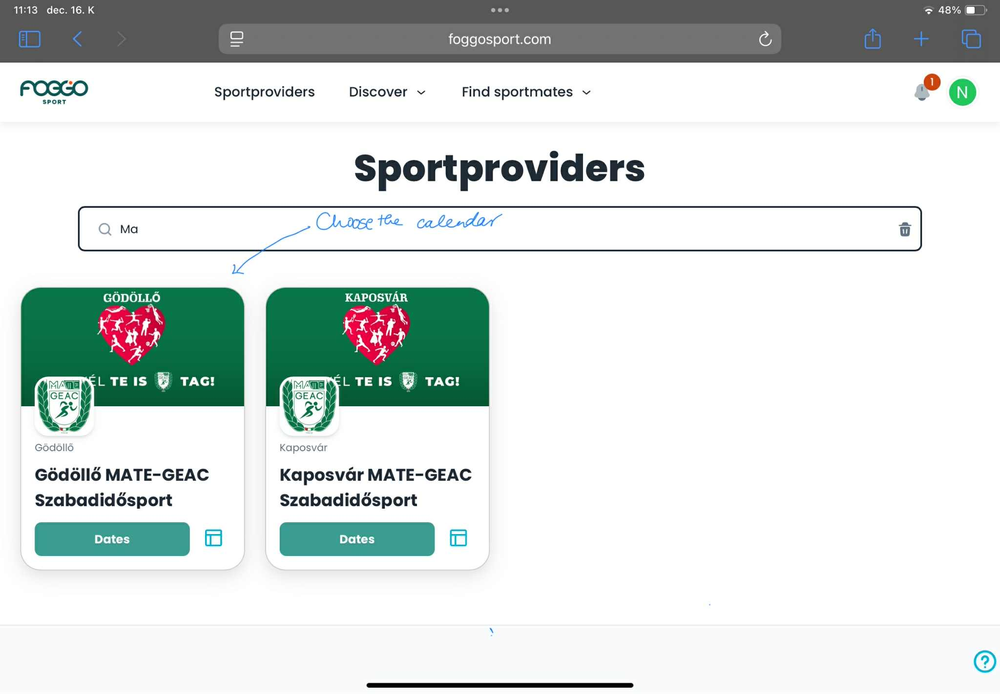 11:13 dec. 16. K
48%
foggosport.com
FOGGO
SPORT
Sportproviders
Discover
Find sportmates
1
N
Sportproviders
Choose the calendar
Ma
GÖDÖLLŐ
ÉL TE IS TAG!
MATE
GEAC
Gödöllő
Gödöllő MATE-GEAC
Szabadidősport
Dates
KAPOSVÁR
ÉL TE IS TAG!
MATE
GEAC
Kaposvár
Kaposvár MATE-GEAC
Szabadidősport
Dates
?